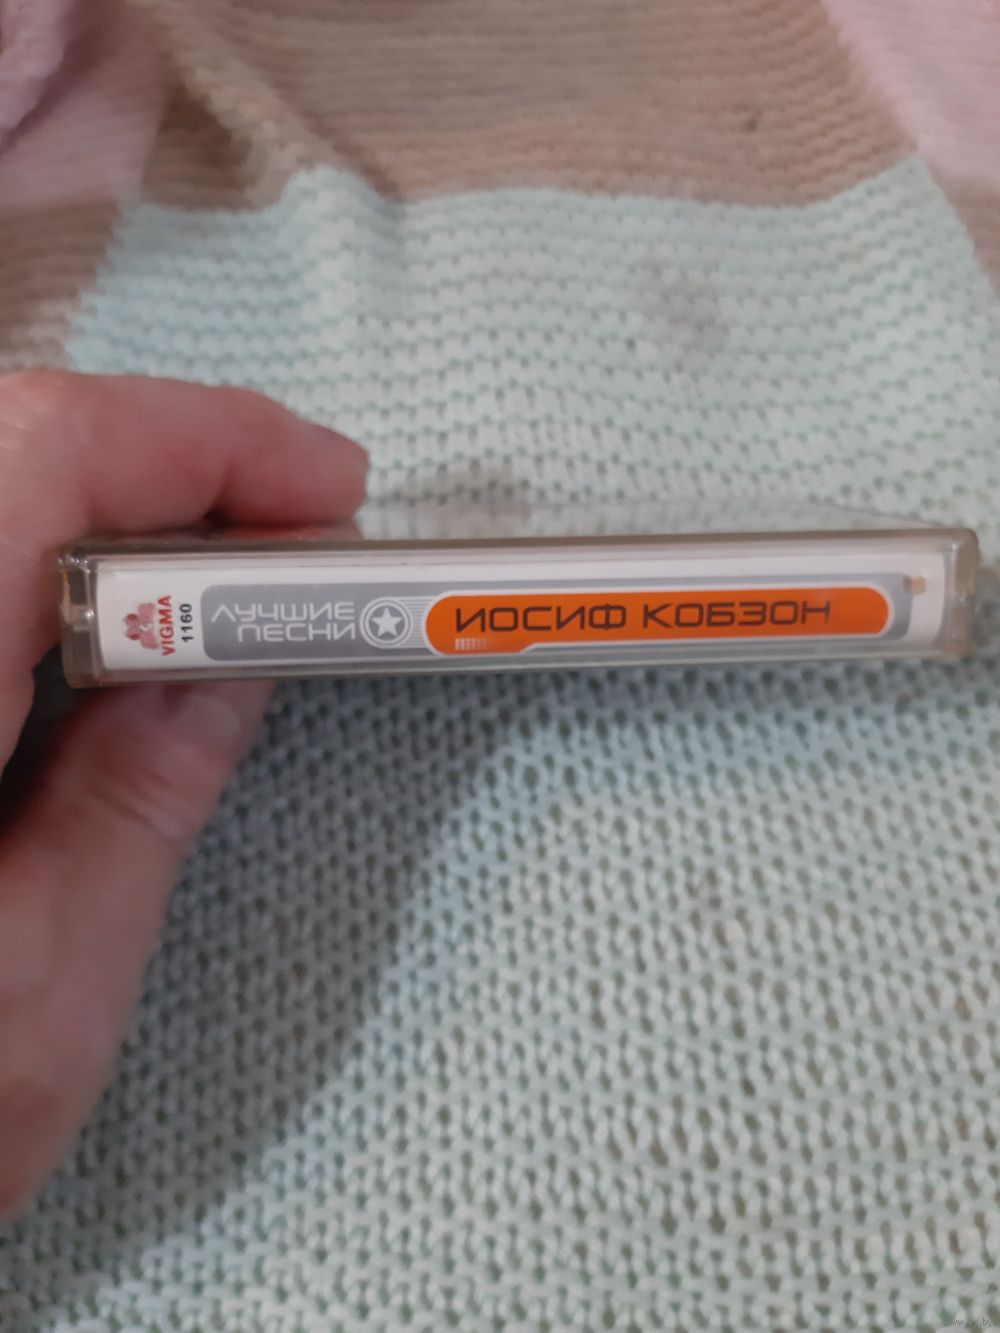 VIGMA
1160
ЛУЧШИЕ
ПЕСНИ
ИОСИФ КОБЗОН